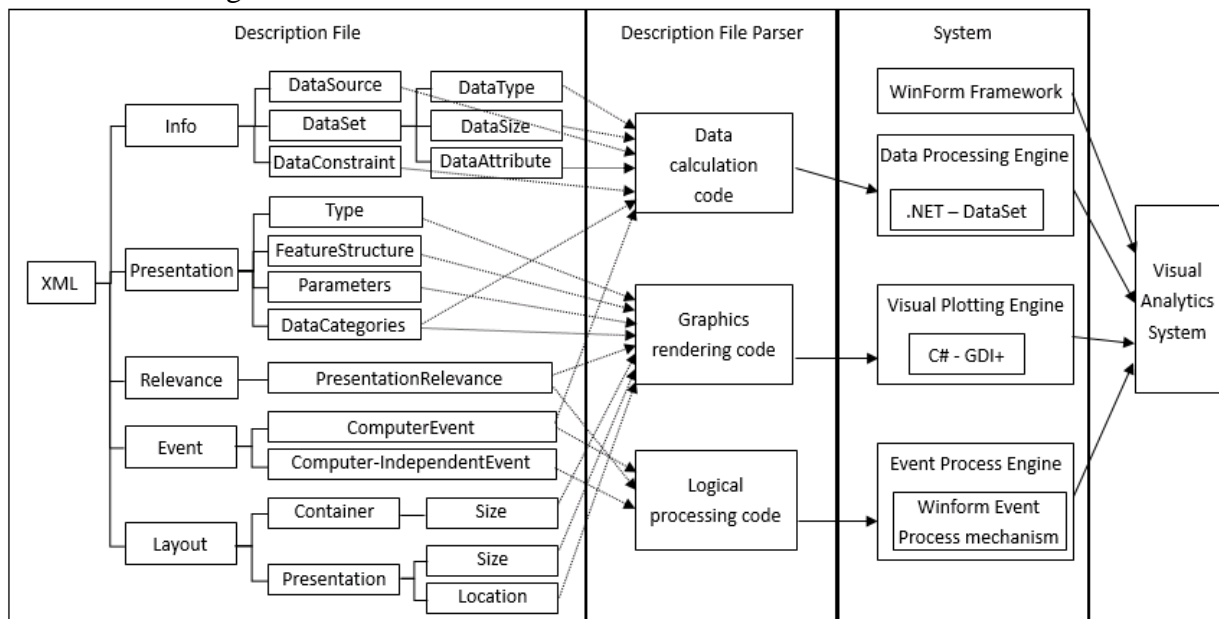 Description File
Description File Parser
System
XML
Info
DataSource
DataSet
DataConstraint
DataType
DataSize
DataAttribute
Presentation
Type
FeatureStructure
Parameters
DataCategories
Relevance
PresentationRelevance
Event
ComputerEvent
Computer-IndependentEvent
Layout
Container
Size
Presentation
Size
Location
Data
calculation
code
Graphics
rendering code
Logical
processing code
WinForm Framework
Data Processing Engine
.NET – DataSet
Visual Plotting Engine
C# - GDI+
Event Process Engine
Winform Event
Process mechanism
Visual
Analytics
System